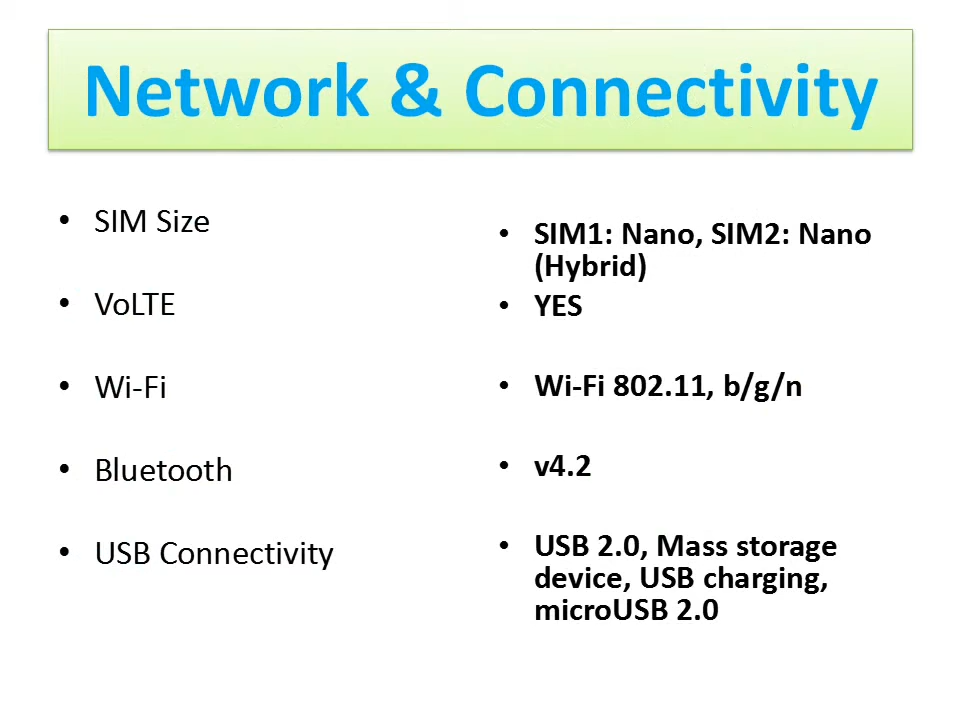 Network & Connectivity
SIM Size
SIM1: Nano, SIM2: Nano
(Hybrid)
VoLTE
YES
Wi-Fi
Wi-Fi 802.11, b/g/n
Bluetooth
v4.2
USB Connectivity
USB 2.0, Mass storage
device, USB charging,
microUSB 2.0